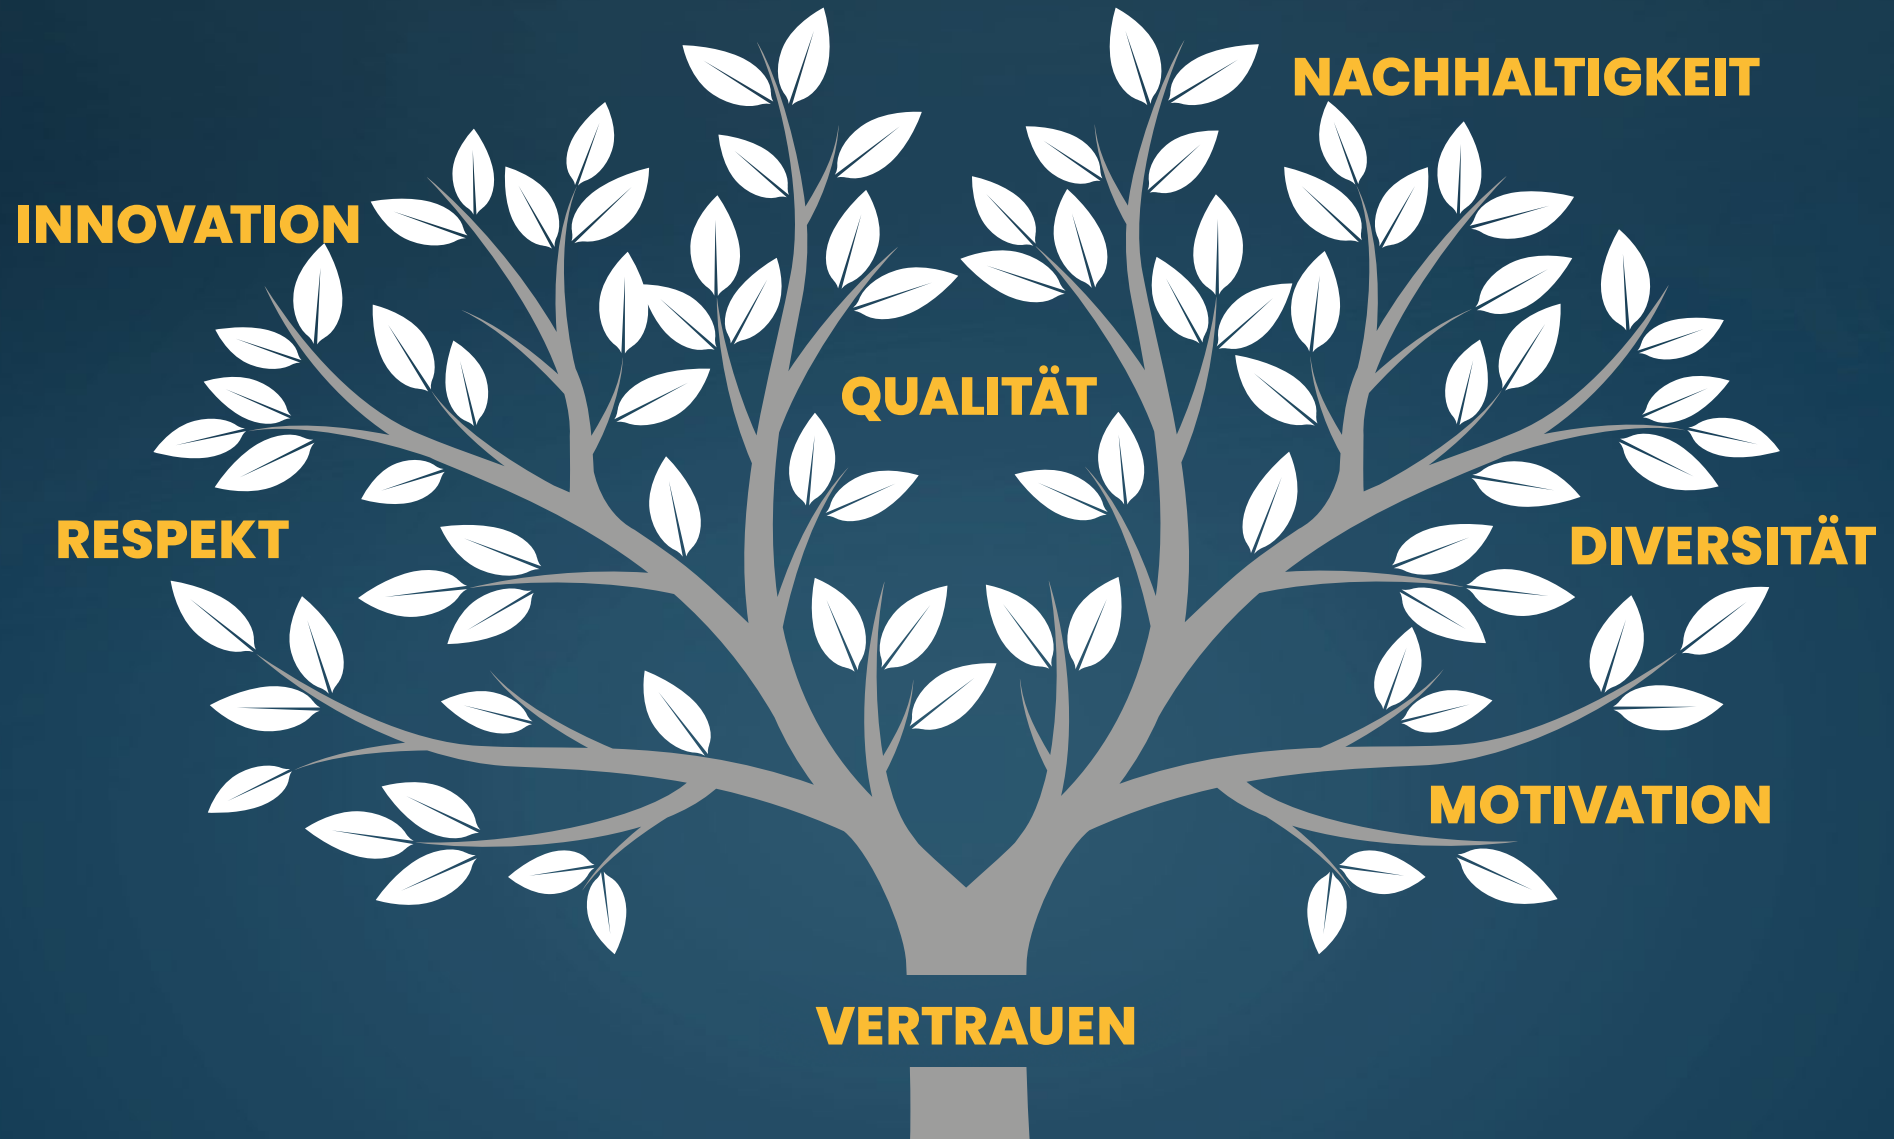 NACHHALTIGKEIT
INNOVATION
QUALITÄT
RESPEKT
DIVERSITÄT
MOTIVATION
VERTRAUEN